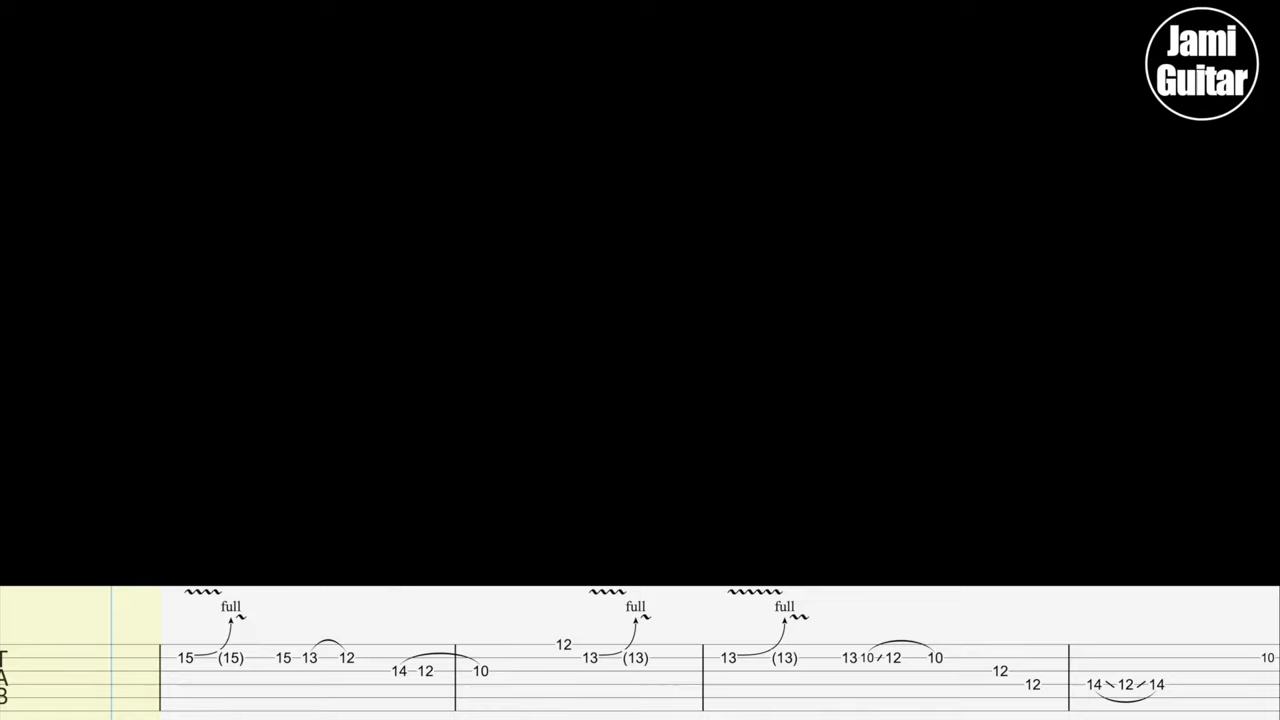 Jami
Guitar
full full full
T
A
B
12
15 (15) 15 13 12 13 (13) 13 (13) 13 10 12 10 10
14 12 10 12
12 14 12 14